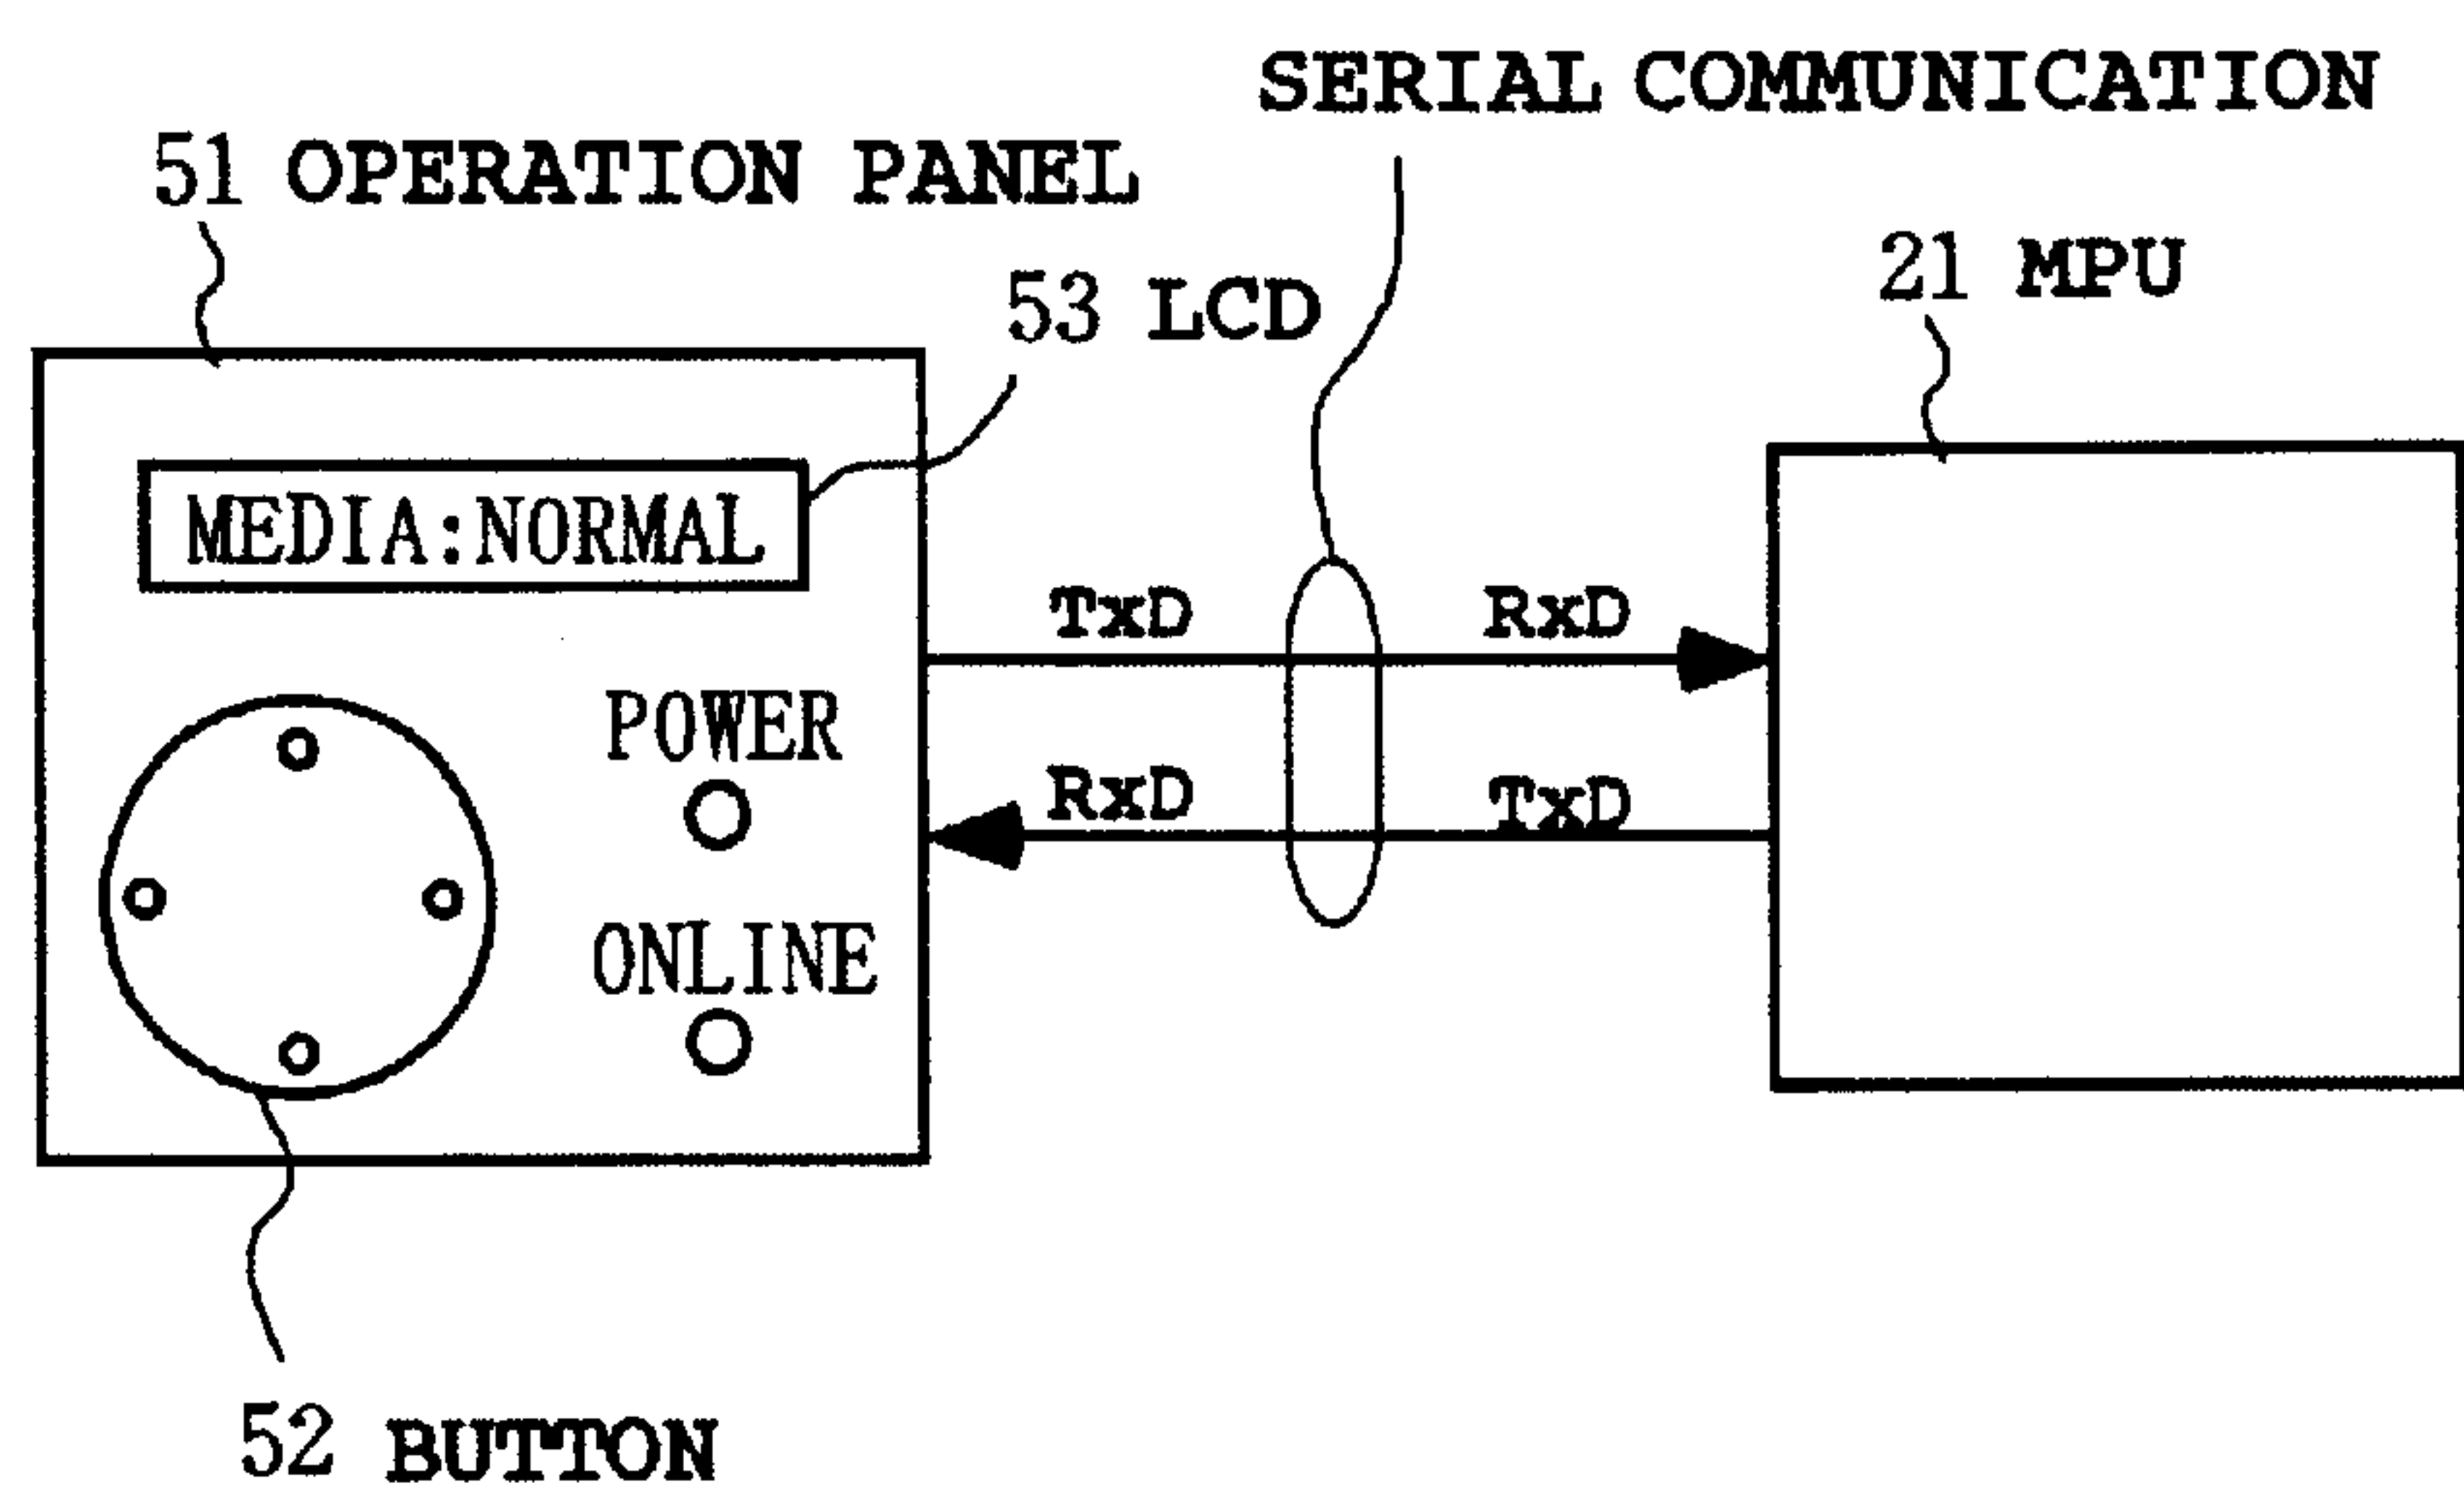 SERIAL COMMUNICATION
51 OPERATION PANEL
21 MPU
53 LCD
MEDIA:NORMAL
TxD
RxD
POWER
RxD
TxD
ONLINE
52 BUTTON